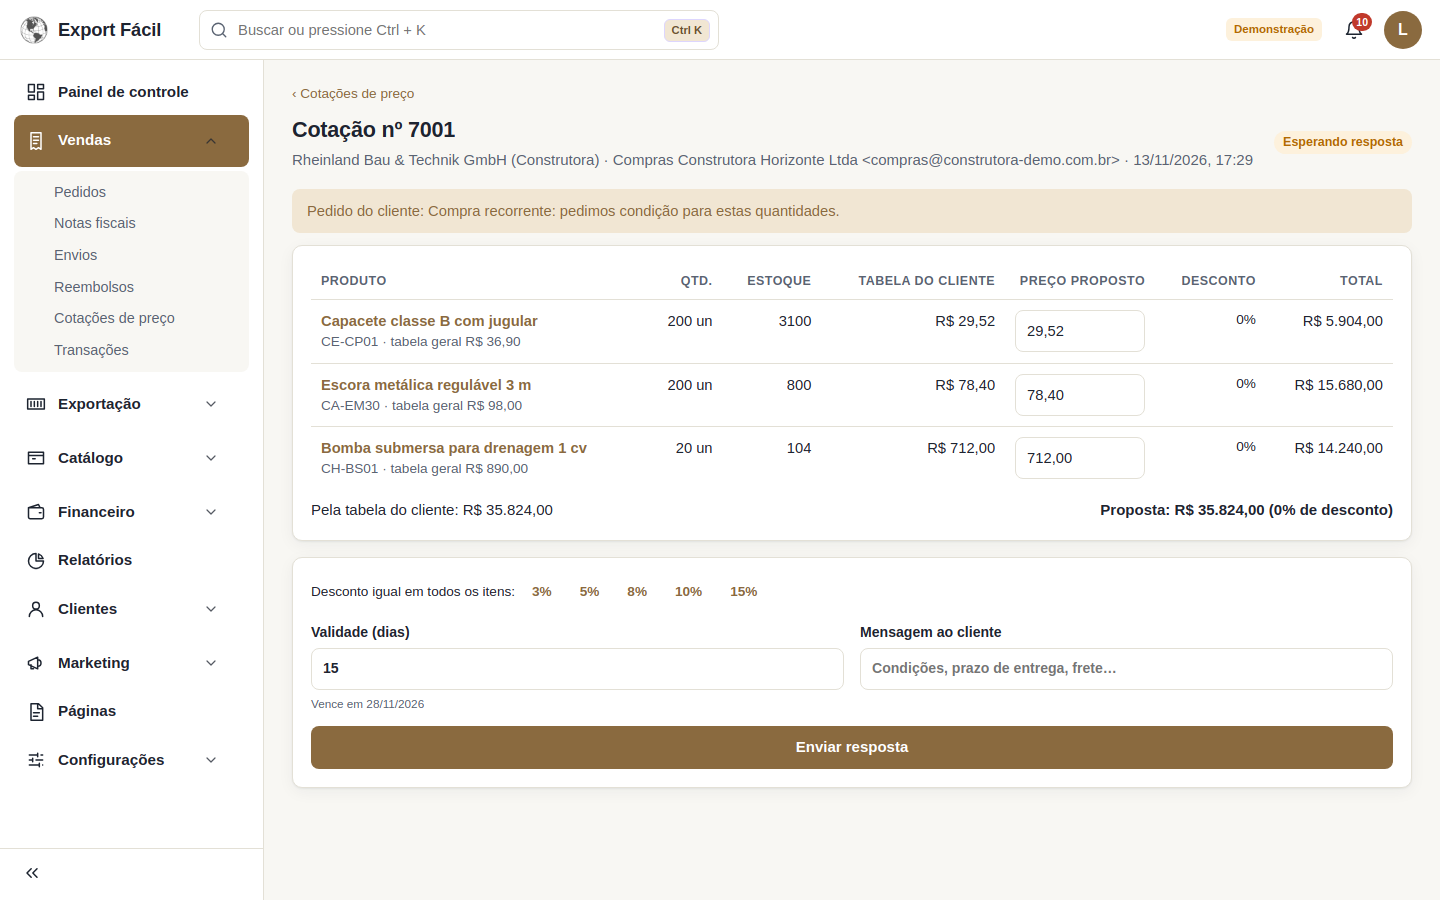 Export Fácil
Buscar ou pressione Ctrl + K
Ctrl K
Demonstração
10
L
Painel de controle
Vendas
Pedidos
Notas fiscais
Envios
Reembolsos
Cotações de preço
Transações
Exportação
Catálogo
Financeiro
Relatórios
Clientes
Marketing
Páginas
Configurações
‹ Cotações de preço
Cotação nº 7001
Rheinland Bau & Technik GmbH (Construtora) · Compras Construtora Horizonte Ltda <compras@construtora-demo.com.br> · 13/11/2026, 17:29
Esperando resposta
Pedido do cliente: Compra recorrente: pedimos condição para estas quantidades.
PRODUTO QTD. ESTOQUE TABELA DO CLIENTE PREÇO PROPOSTO DESCONTO TOTAL
Capacete classe B com jugular 200 un 3100 R$ 29,52 29,52 0% R$ 5.904,00
CE-CP01 · tabela geral R$ 36,90
Escora metálica regulável 3 m 200 un 800 R$ 78,40 78,40 0% R$ 15.680,00
CA-EM30 · tabela geral R$ 98,00
Bomba submersa para drenagem 1 cv 20 un 104 R$ 712,00 712,00 0% R$ 14.240,00
CH-BS01 · tabela geral R$ 890,00
Pela tabela do cliente: R$ 35.824,00 Proposta: R$ 35.824,00 (0% de desconto)
Desconto igual em todos os itens: 3% 5% 8% 10% 15%
Validade (dias) Mensagem ao cliente
15 Condições, prazo de entrega, frete…
Vence em 28/11/2026
Enviar resposta